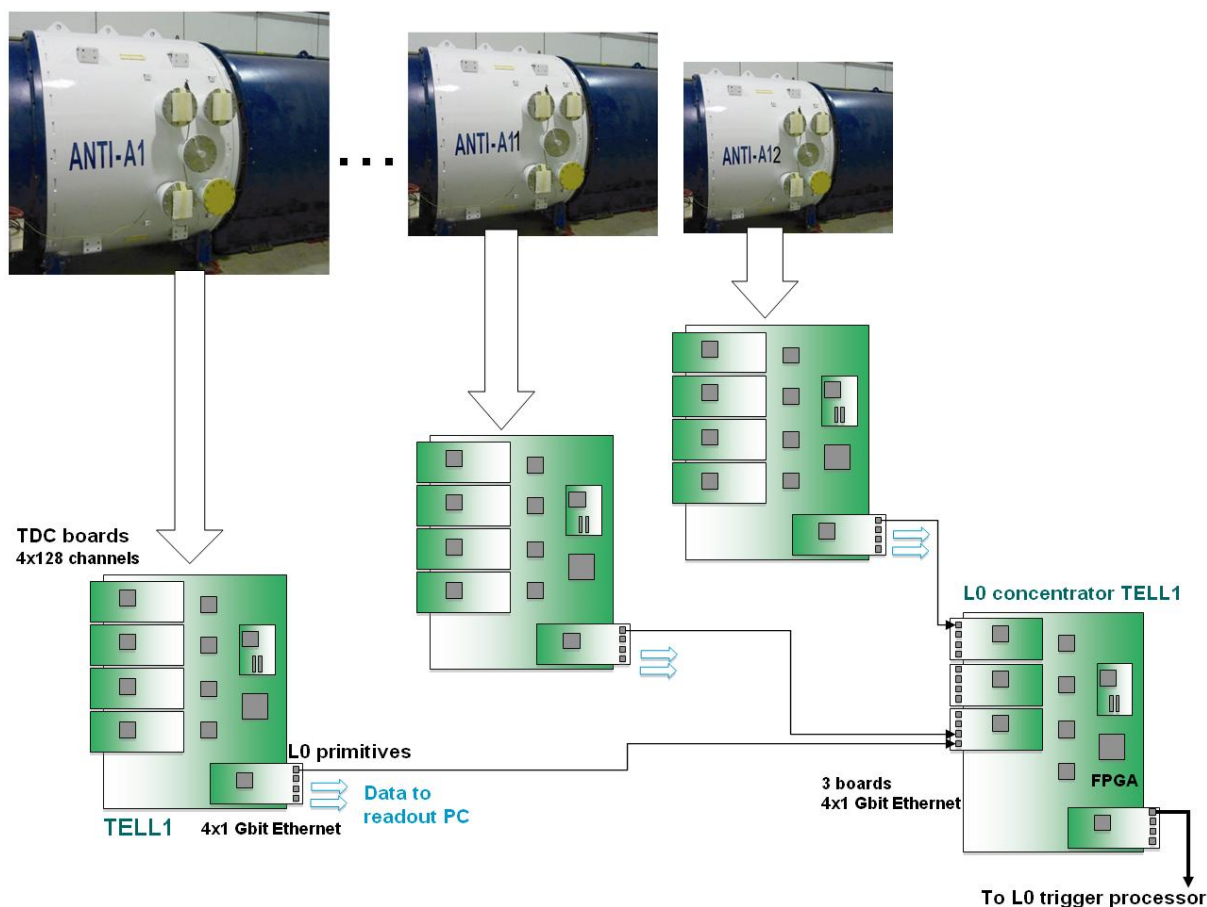 ANTI-A1
...
ANTI-A11
ANTI-A12
TDC boards
4x128 channels
L0 concentrator TELL1
L0 primitives
Data to
readout PC
TELL1
4x1 Gbit Ethernet
3 boards
4x1 Gbit Ethernet
FPGA
To L0 trigger processor